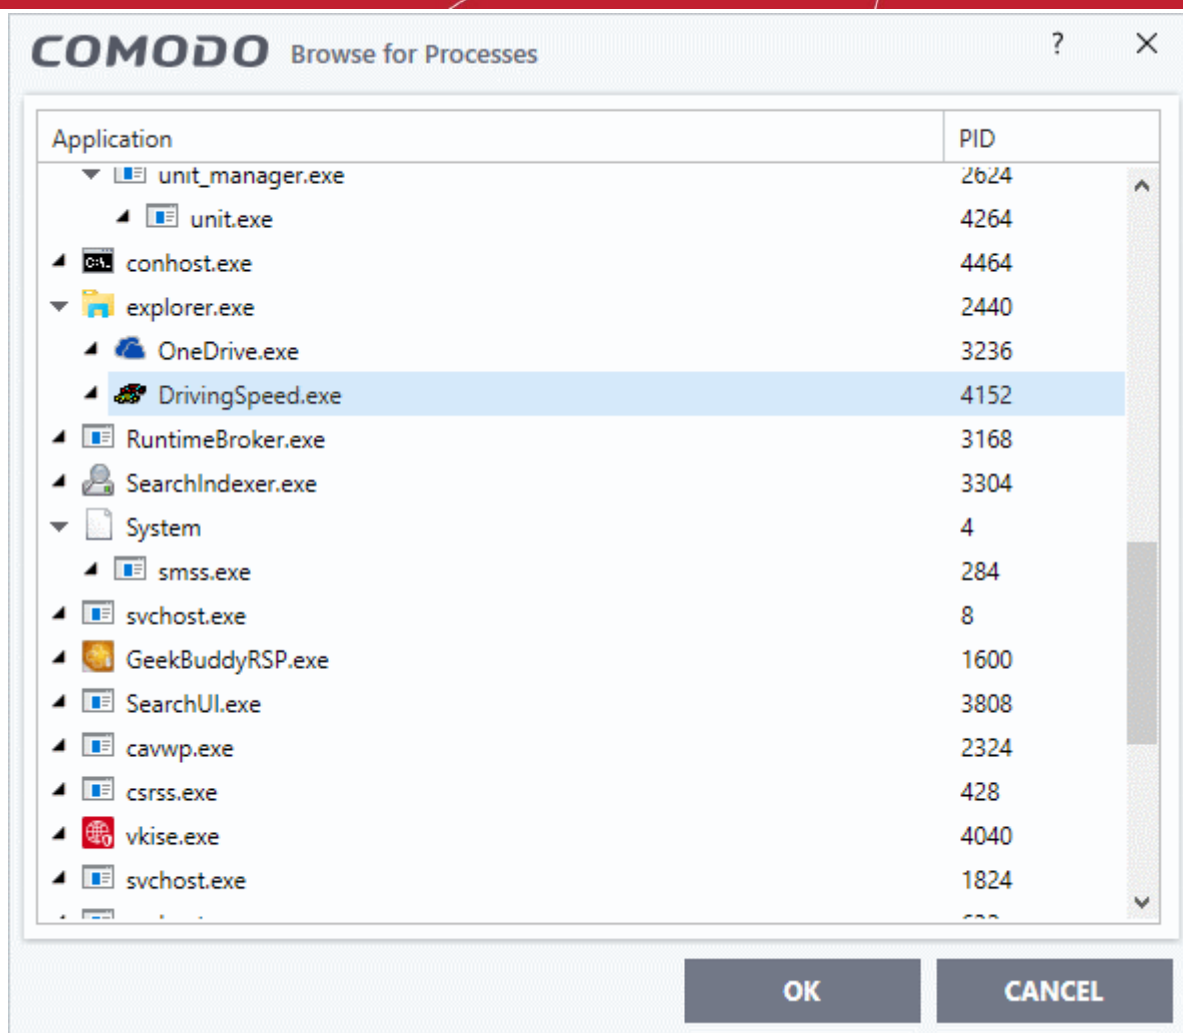 COMODO Browse for Processes ?
Application PID
unit_manager.exe 2624
unit.exe 4264
conhost.exe 4464
explorer.exe 2440
OneDrive.exe 3236
DrivingSpeed.exe 4152
RuntimeBroker.exe 3168
SearchIndexer.exe 3304
System 4
smss.exe 284
svchost.exe 8
GeekBuddyRSP.exe 1600
SearchUI.exe 3808
cavwp.exe 2324
csrss.exe 428
vkise.exe 4040
svchost.exe 1824
OK CANCEL